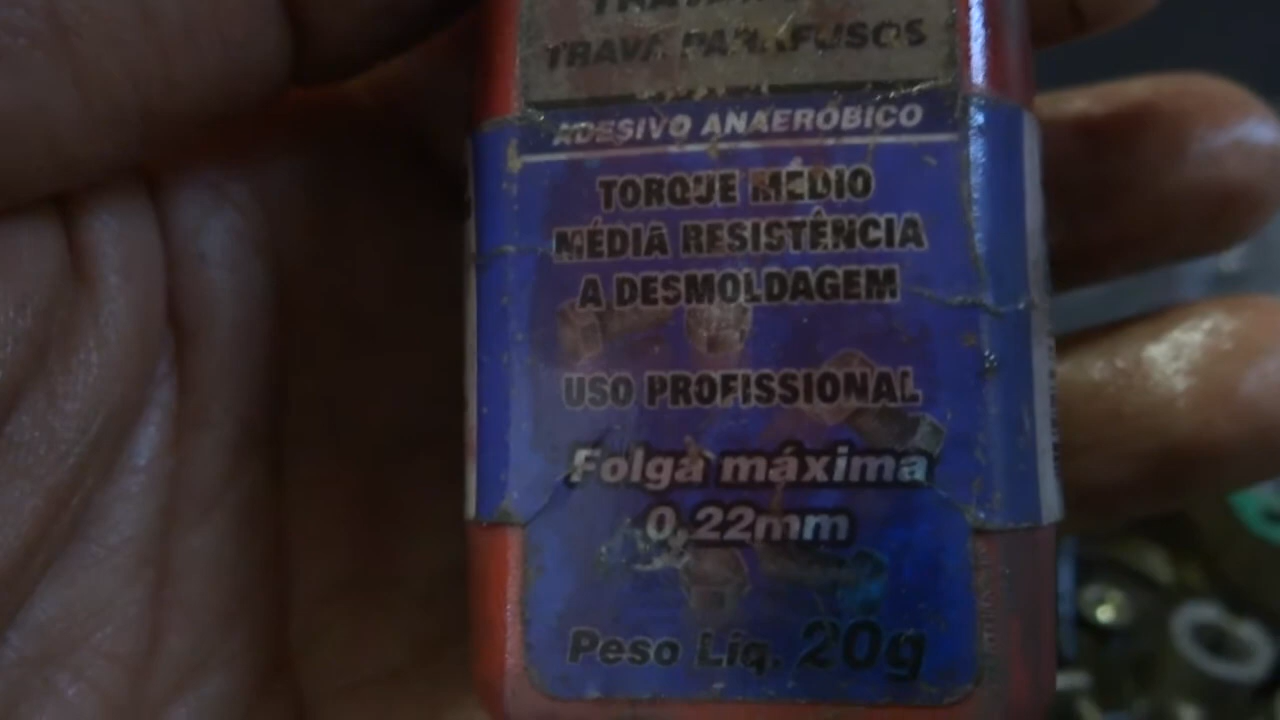 TRAVA PARAFUSOS
ADESIVO ANAERÓBICO
TORQUE MÉDIO
MÉDIA RESISTÊNCIA
A DESMOLDAGEM
USO PROFISSIONAL
Folga máxima
0,22mm
Peso Líq. 20g